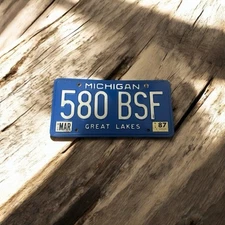 MICHIGAN
580 BSF
MAR 87
GREAT LAKES